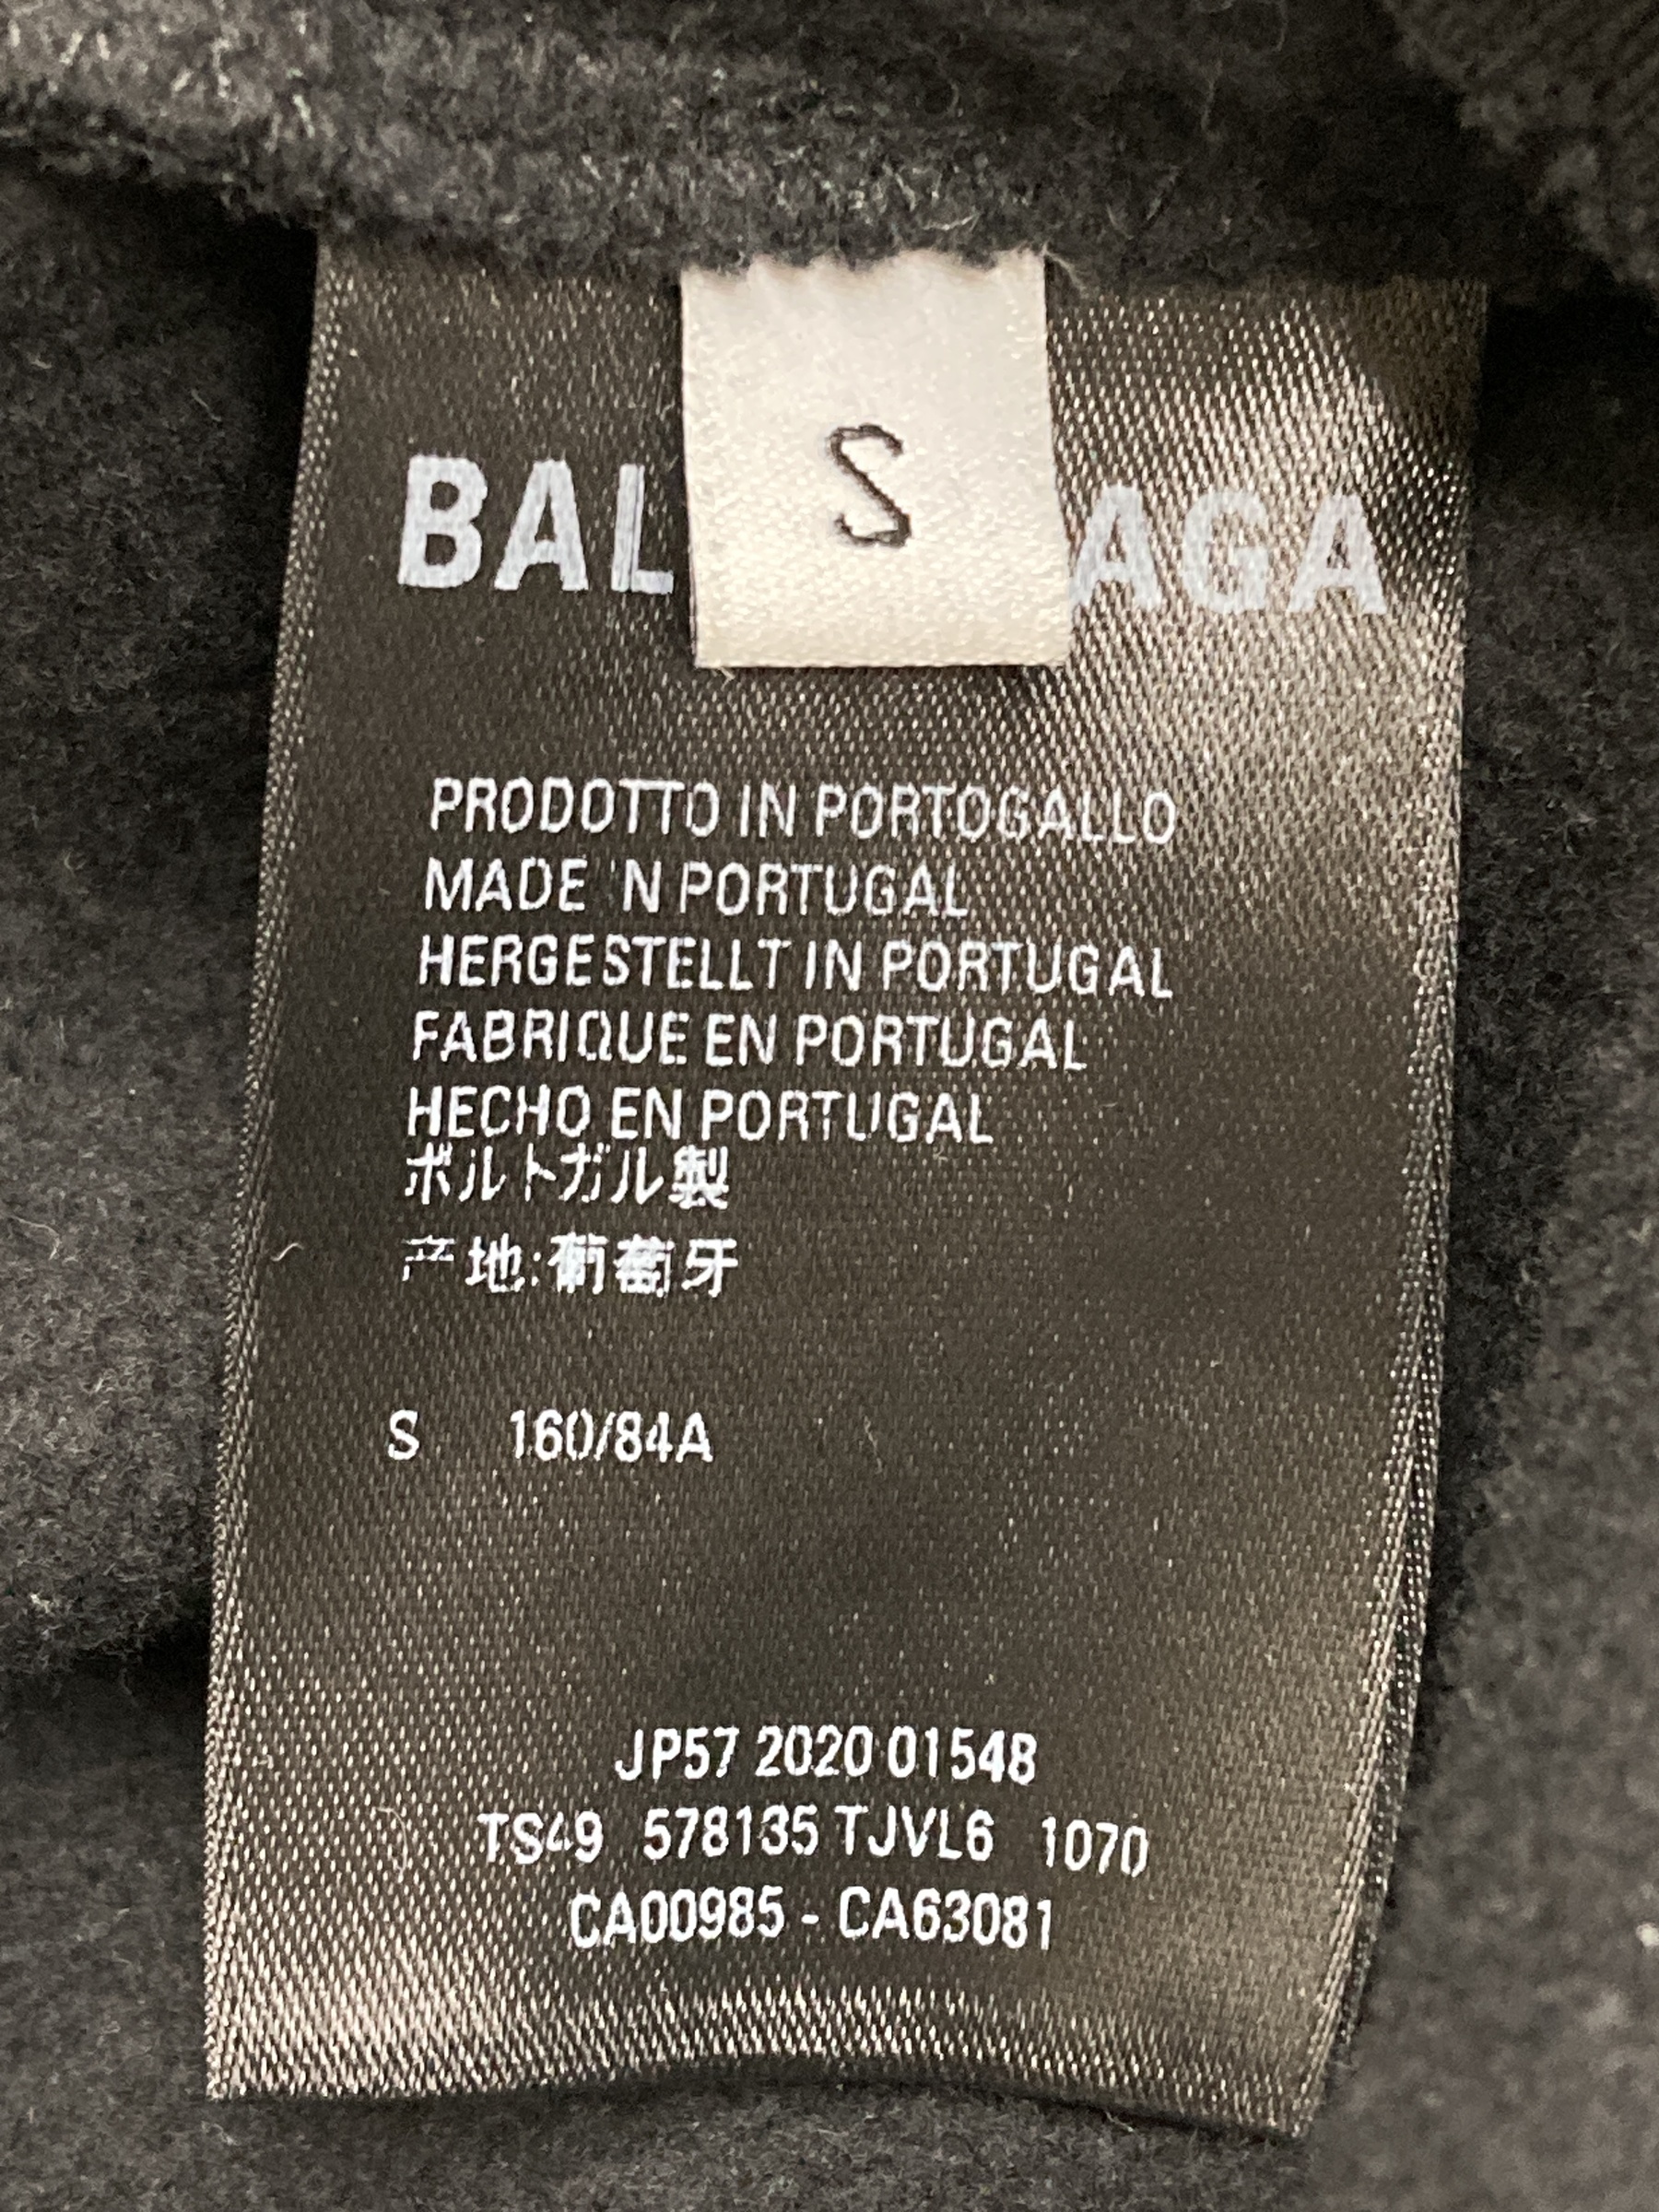 S
BAL AGA
PRODOTTO IN PORTOGALLO
MADE IN PORTUGAL
HERGESTELLT IN PORTUGAL
FABRIQUE EN PORTUGAL
HECHO EN PORTUGAL
ポルトガル製
产地:葡萄牙
S 160/84A
JP57 2020 01548
TS49 578135 TJVL6 1070
CA00985 - CA63081